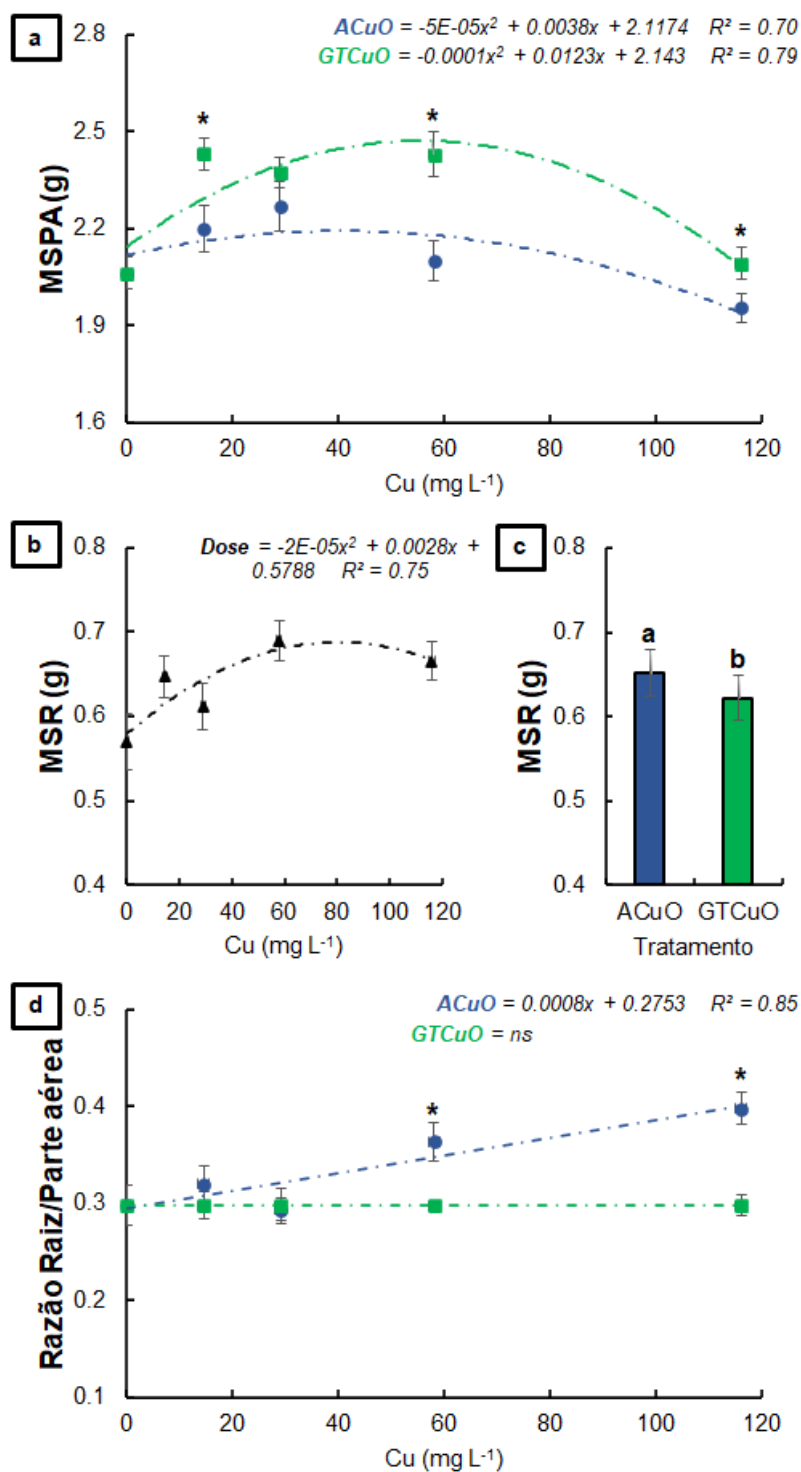 a
ACuO = -5E-05x² + 0.0038x + 2.1174 R² = 0.70
GTCuO = -0.0001x² + 0.0123x + 2.143 R² = 0.79
2.8
2.5
2.2
1.9
1.6
MSPA(g)
* * *
0 20 40 60 80 100 120
Cu (mg L⁻¹)
b
Dose = -2E-05x² + 0.0028x +
0.5788 R² = 0.75
0.8
0.7
0.6
0.5
0.4
MSR (g)
0 20 40 60 80 100 120
Cu (mg L⁻¹)
c
0.8
0.7
0.6
0.5
0.4
MSR (g)
a
b
ACuO GTCuO
Tratamento
d
ACuO = 0.0008x + 0.2753 R² = 0.85
GTCuO = ns
0.5
0.4
0.3
0.2
0.1
Razão Raiz/Parte aérea
* *
0 20 40 60 80 100 120
Cu (mg L⁻¹)